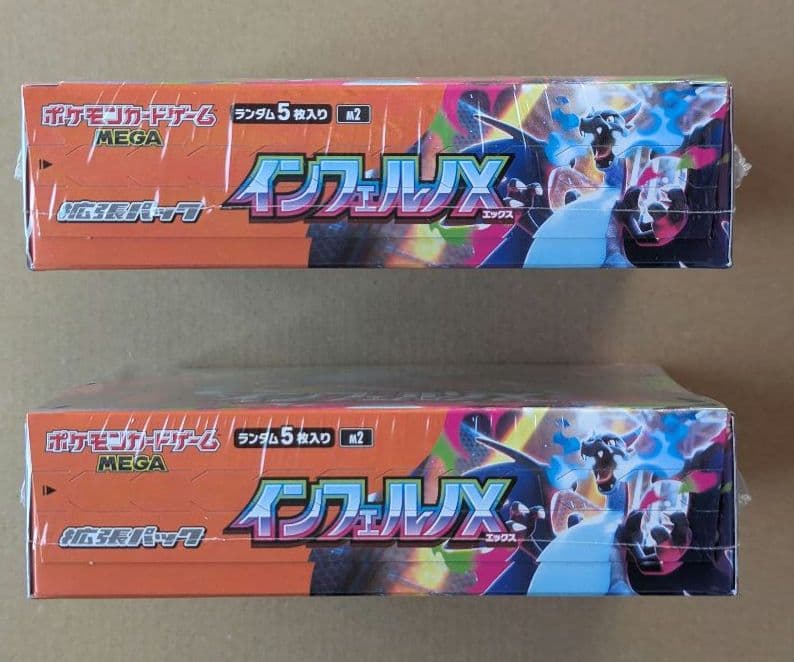 ポケモンカードゲーム
MEGA
ランダム5枚入り M2
拡張パック
インフェルノX
エックス
ポケモンカードゲーム
MEGA
ランダム5枚入り M2
拡張パック
インフェルノX
エックス